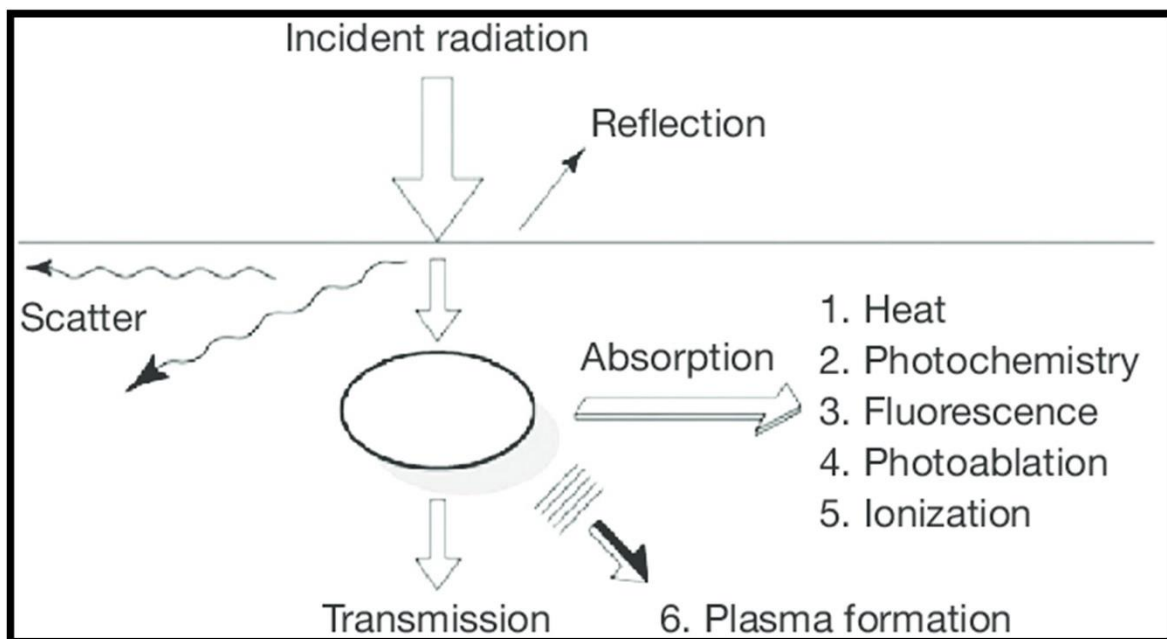 Incident radiation
Reflection
Scatter
Absorption
1. Heat
2. Photochemistry
3. Fluorescence
4. Photoablation
5. Ionization
Transmission
6. Plasma formation